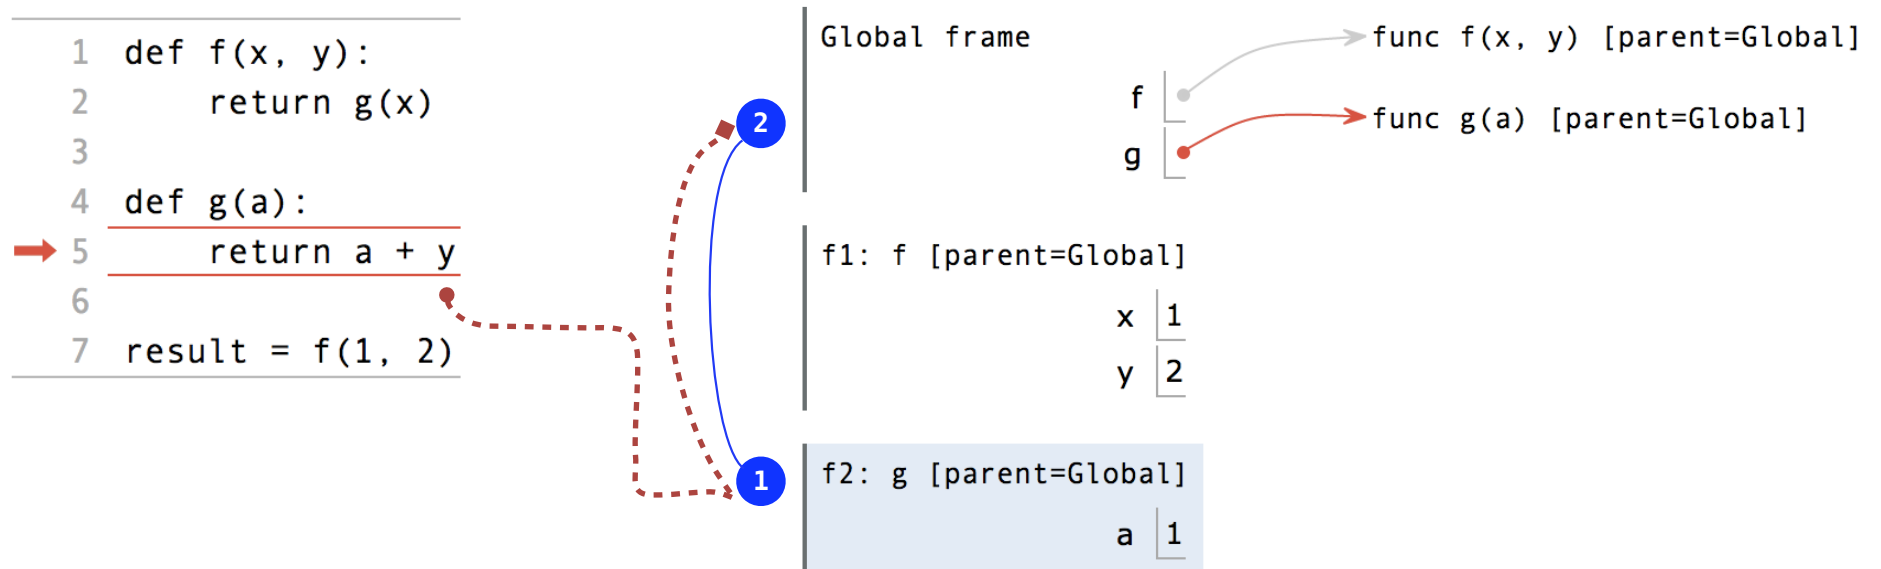 1 def f(x, y):
2     return g(x)
3
4 def g(a):
5     return a + y
6
7 result = f(1, 2)
2
1
Global frame
f
g
func f(x, y) [parent=Global]
func g(a) [parent=Global]
f1: f [parent=Global]
x 1
y 2
f2: g [parent=Global]
a 1